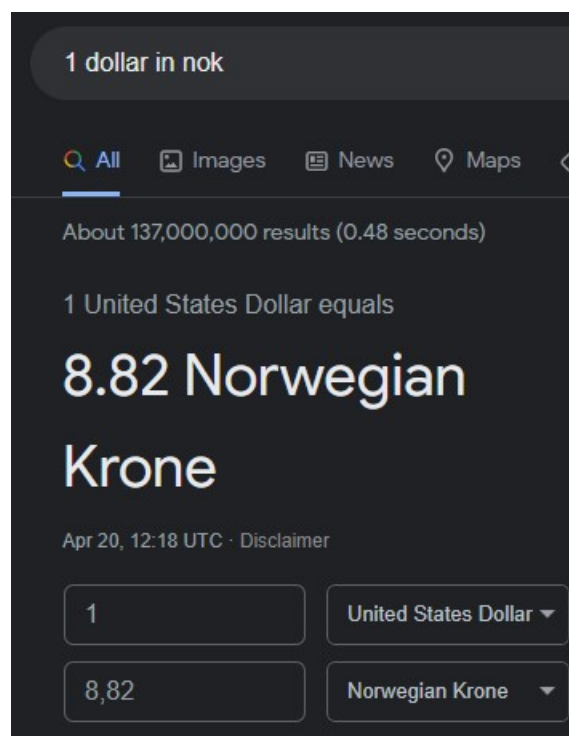 1 dollar in nok
All Images News Maps
About 137,000,000 results (0.48 seconds)
1 United States Dollar equals
8.82 Norwegian
Krone
Apr 20, 12:18 UTC · Disclaimer
1 United States Dollar
8,82 Norwegian Krone